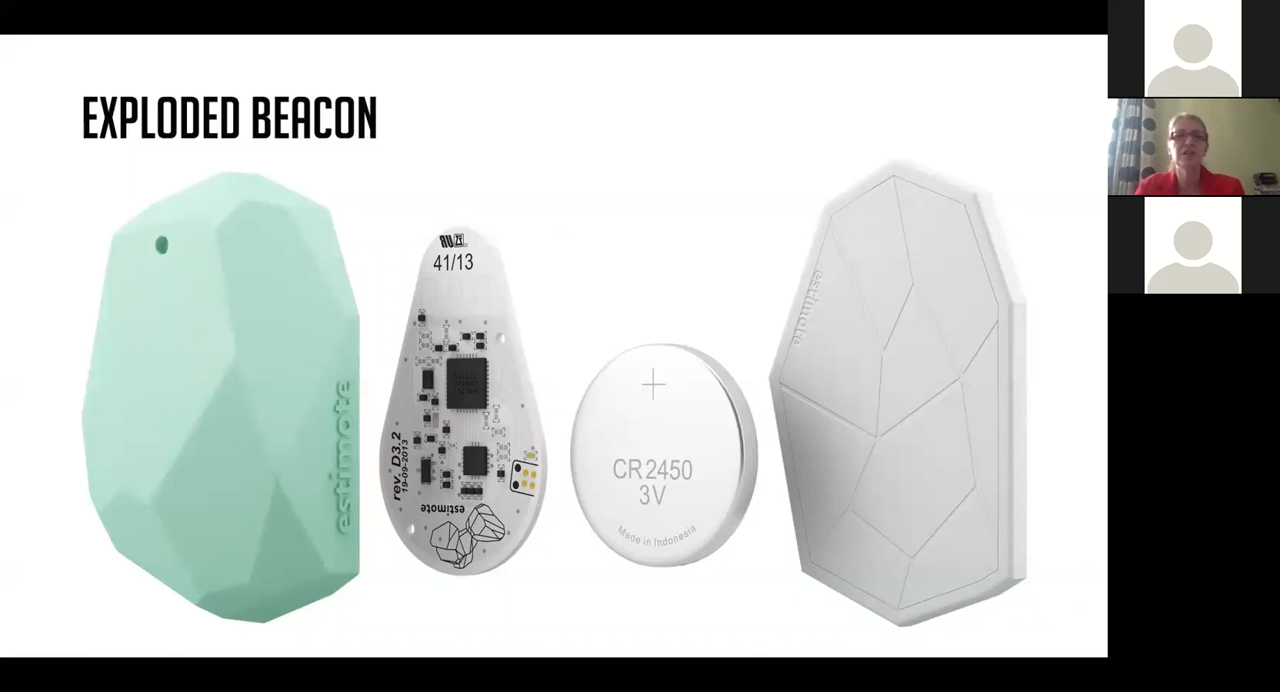 EXPLODED BEACON
estimote
41/13
rev. D3.2
19-09-2013
estimote
CR2450
3V
Made in Indonesia
estimote